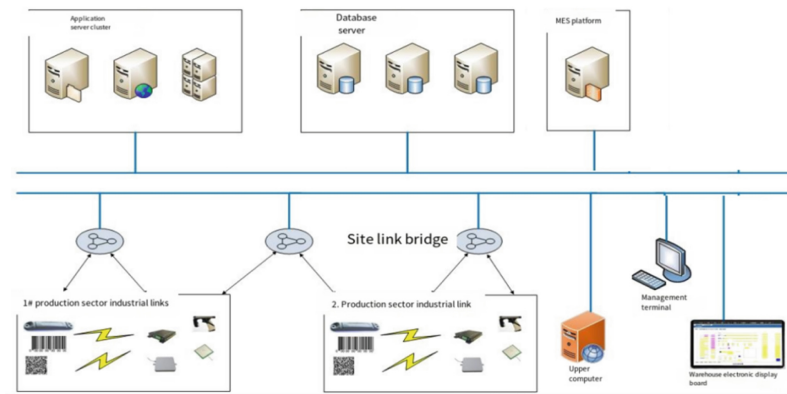 Application
server cluster
Database
server
MES platform
Site link bridge
1# production sector industrial links
2. Production sector industrial link
Management
terminal
Upper
computer
Warehouse electronic display
board